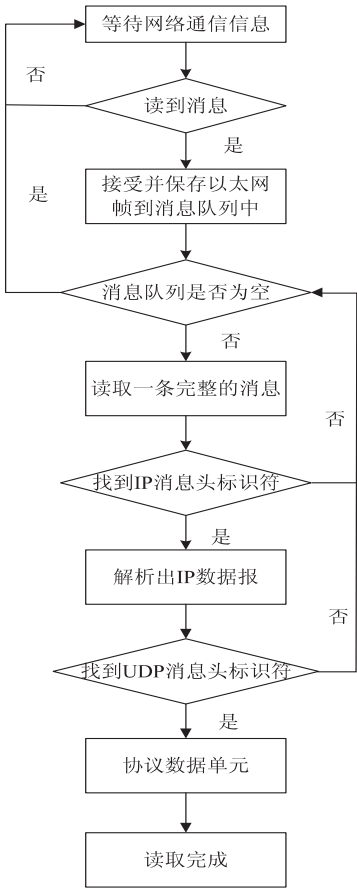 等待网络通信信息
否
读到消息
是
接受并保存以太网
帧到消息队列中
是
消息队列是否为空
否
读取一条完整的消息
否
找到IP消息头标识符
是
解析出IP数据报
否
找到UDP消息头标识符
是
协议数据单元
读取完成